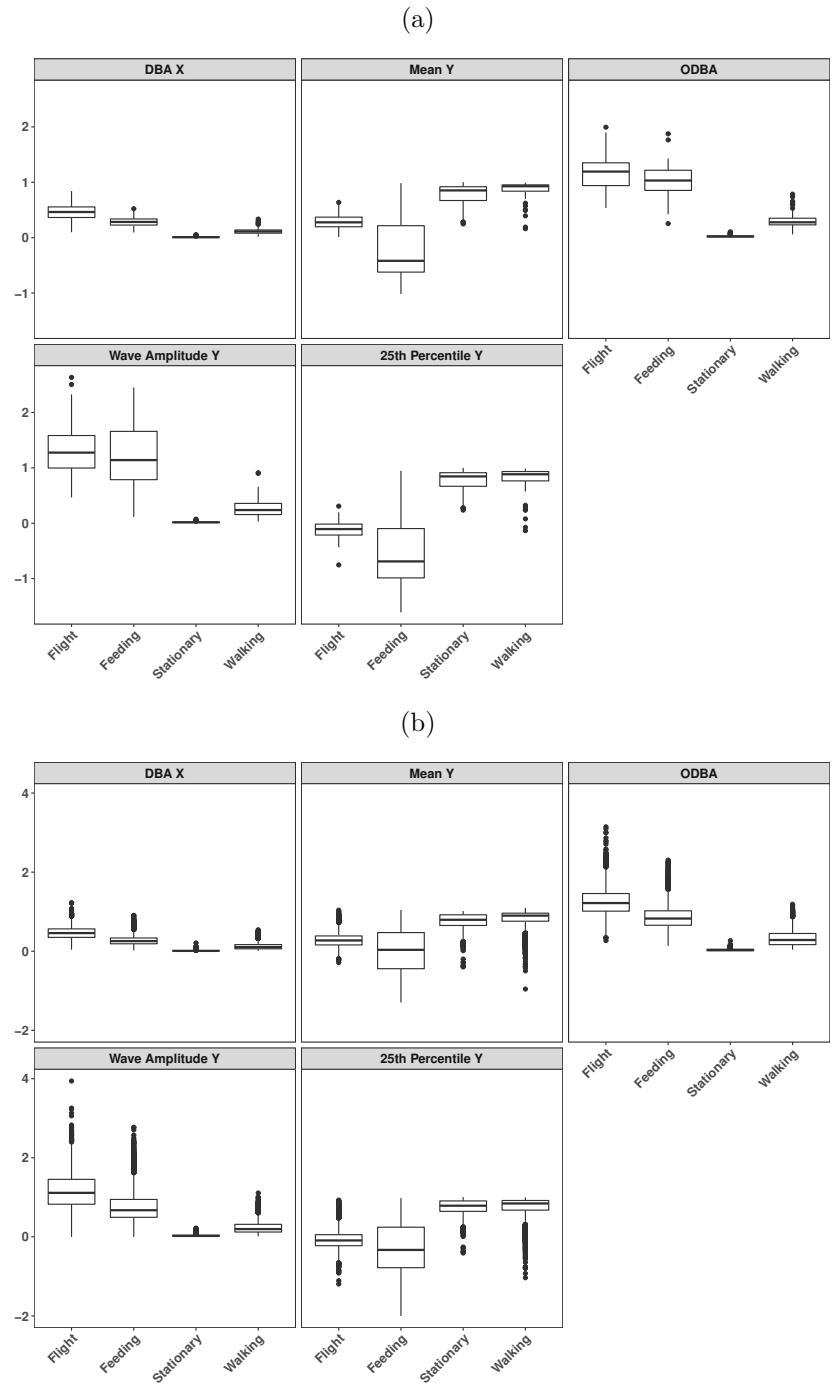 (a)
DBA X Mean Y ODBA
2
1
0
−1
Flight Feeding Stationary Walking
Wave Amplitude Y 25th Percentile Y
2
1
0
−1
Flight Feeding Stationary Walking Flight Feeding Stationary Walking
(b)
DBA X Mean Y ODBA
4
2
0
−2
Flight Feeding Stationary Walking
Wave Amplitude Y 25th Percentile Y
4
2
0
−2
Flight Feeding Stationary Walking Flight Feeding Stationary Walking